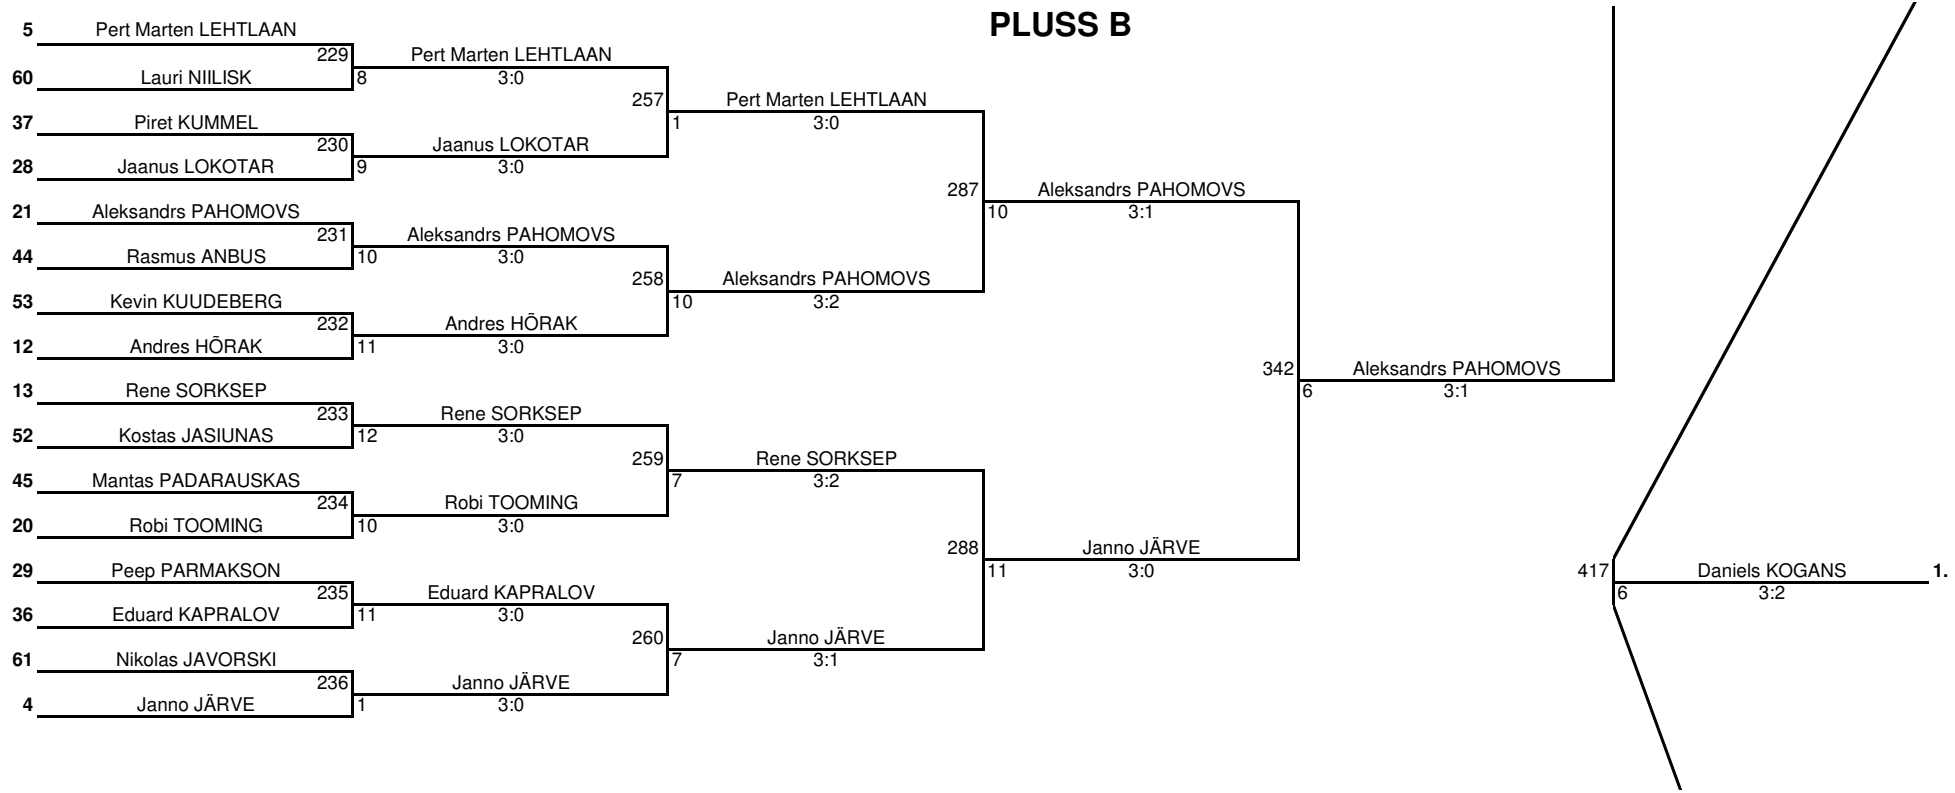 PLUSS B
5 Pert Marten LEHTLAAN
229 Pert Marten LEHTLAAN
60 Lauri NIILISK 8 3:0
257 Pert Marten LEHTLAAN
37 Piret KUMMEL 1 3:0
230 Jaanus LOKOTAR
28 Jaanus LOKOTAR 9 3:0
287 Aleksandrs PAHOMOVS
21 Aleksandrs PAHOMOVS 10 3:1
231 Aleksandrs PAHOMOVS
44 Rasmus ANBUS 10 3:0
258 Aleksandrs PAHOMOVS
53 Kevin KUUDEBERG 10 3:2
232 Andres HÕRAK
12 Andres HÕRAK 11 3:0
342 Aleksandrs PAHOMOVS
13 Rene SORKSEP 6 3:1
233 Rene SORKSEP
52 Kostas JASIUNAS 12 3:0
259 Rene SORKSEP
45 Mantas PADARAUSKAS 7 3:2
234 Robi TOOMING
20 Robi TOOMING 10 3:0
288 Janno JÄRVE
29 Peep PARMAKSON 11 3:0 417 Daniels KOGANS 1.
235 Eduard KAPRALOV 6 3:2
36 Eduard KAPRALOV 11 3:0
260 Janno JÄRVE
61 Nikolas JAVORSKI 7 3:1
236 Janno JÄRVE
4 Janno JÄRVE 1 3:0